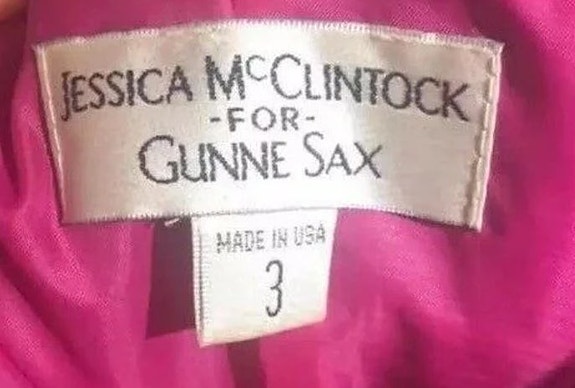 JESSICA McCLINTOCK
-FOR-
GUNNE SAX
MADE IN USA
3